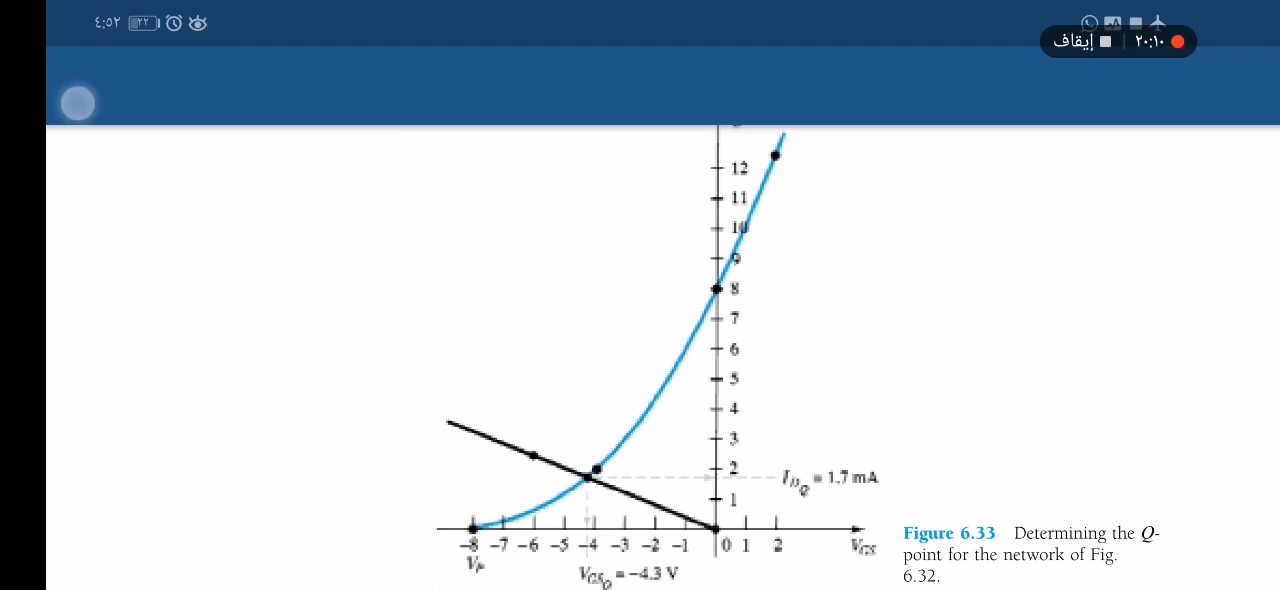 ٤:٥٢ ٢٢
إيقاف ٢٠:١٠
12
11
10
9
8
7
6
5
4
3
2
I_DQ = 1.7 mA
1
-8 -7 -6 -5 -4 -3 -2 -1 0 1 2 V_GS
V_P
V_GSQ = -4.3 V
Figure 6.33 Determining the Q-
point for the network of Fig.
6.32.